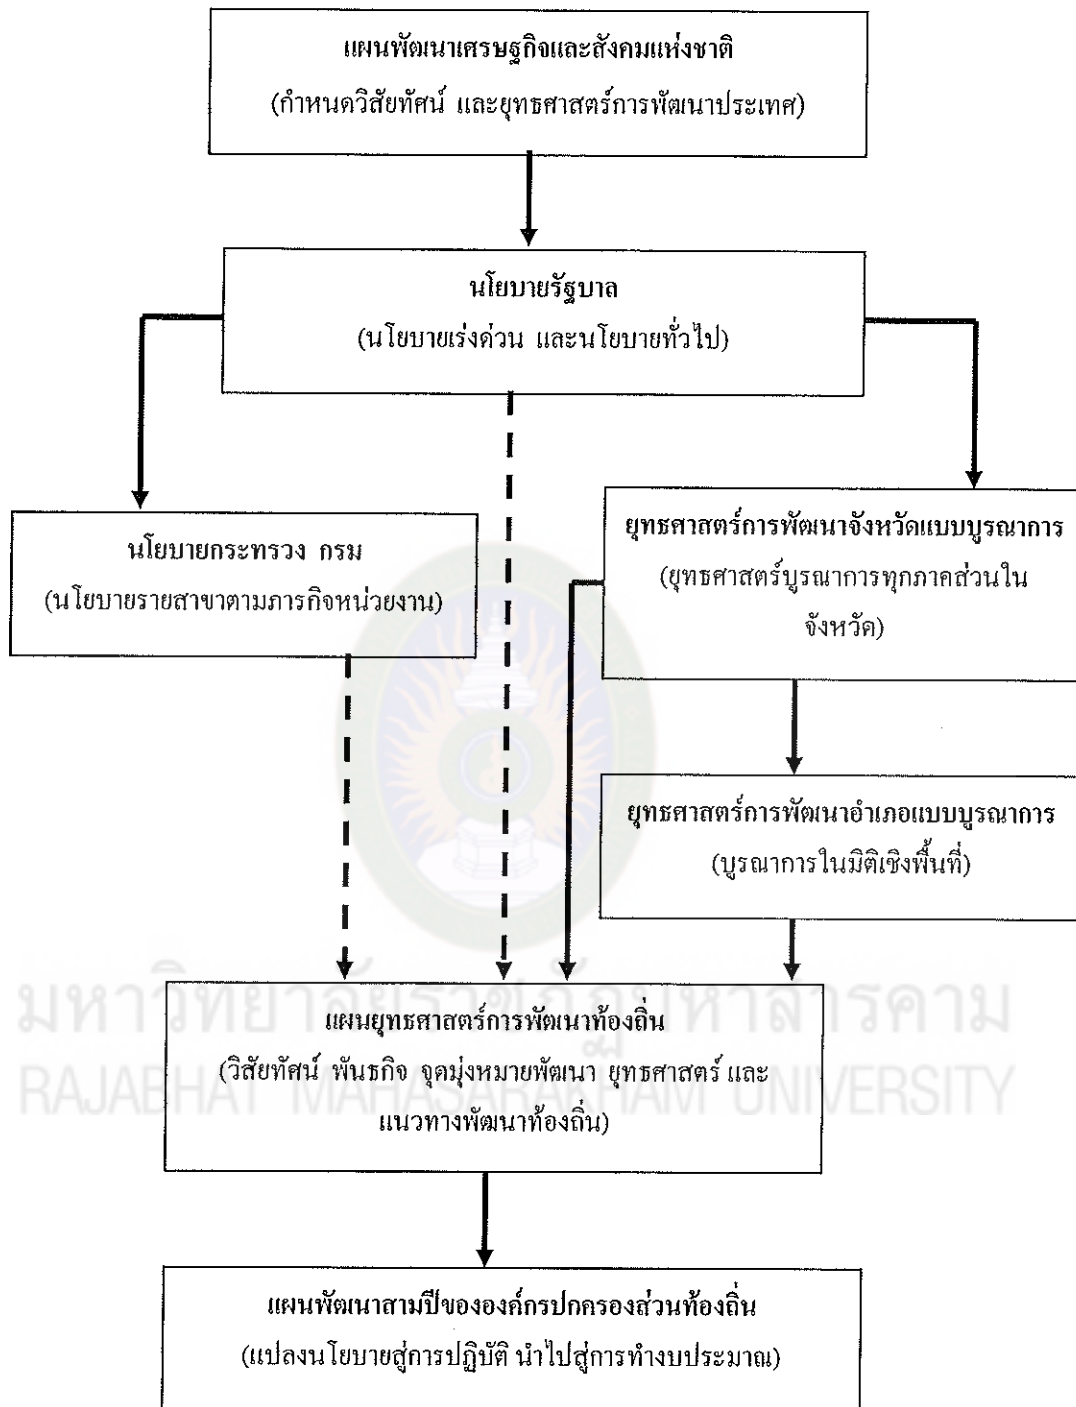 แผนพัฒนาเศรษฐกิจและสังคมแห่งชาติ
(กำหนดวิสัยทัศน์ และยุทธศาสตร์การพัฒนาประเทศ)
นโยบายรัฐบาล
(นโยบายเร่งด่วน และนโยบายทั่วไป)
นโยบายกระทรวง กรม
(นโยบายรายสาขาตามภารกิจหน่วยงาน)
ยุทธศาสตร์การพัฒนาจังหวัดแบบบูรณาการ
(ยุทธศาสตร์บูรณาการทุกภาคส่วนใน
จังหวัด)
ยุทธศาสตร์การพัฒนาอำเภอแบบบูรณาการ
(บูรณาการในมิติเชิงพื้นที่)
มหาวิทยาลัยราชภัฏมหาสารคาม
RAJABHAT MAHASARAKHAM UNIVERSITY
แผนยุทธศาสตร์การพัฒนาท้องถิ่น
(วิสัยทัศน์ พันธกิจ จุดมุ่งหมายพัฒนา ยุทธศาสตร์ และ
แนวทางพัฒนาท้องถิ่น)
แผนพัฒนาสามปีขององค์กรปกครองส่วนท้องถิ่น
(แปลงนโยบายสู่การปฏิบัติ นำไปสู่การทำงบประมาณ)